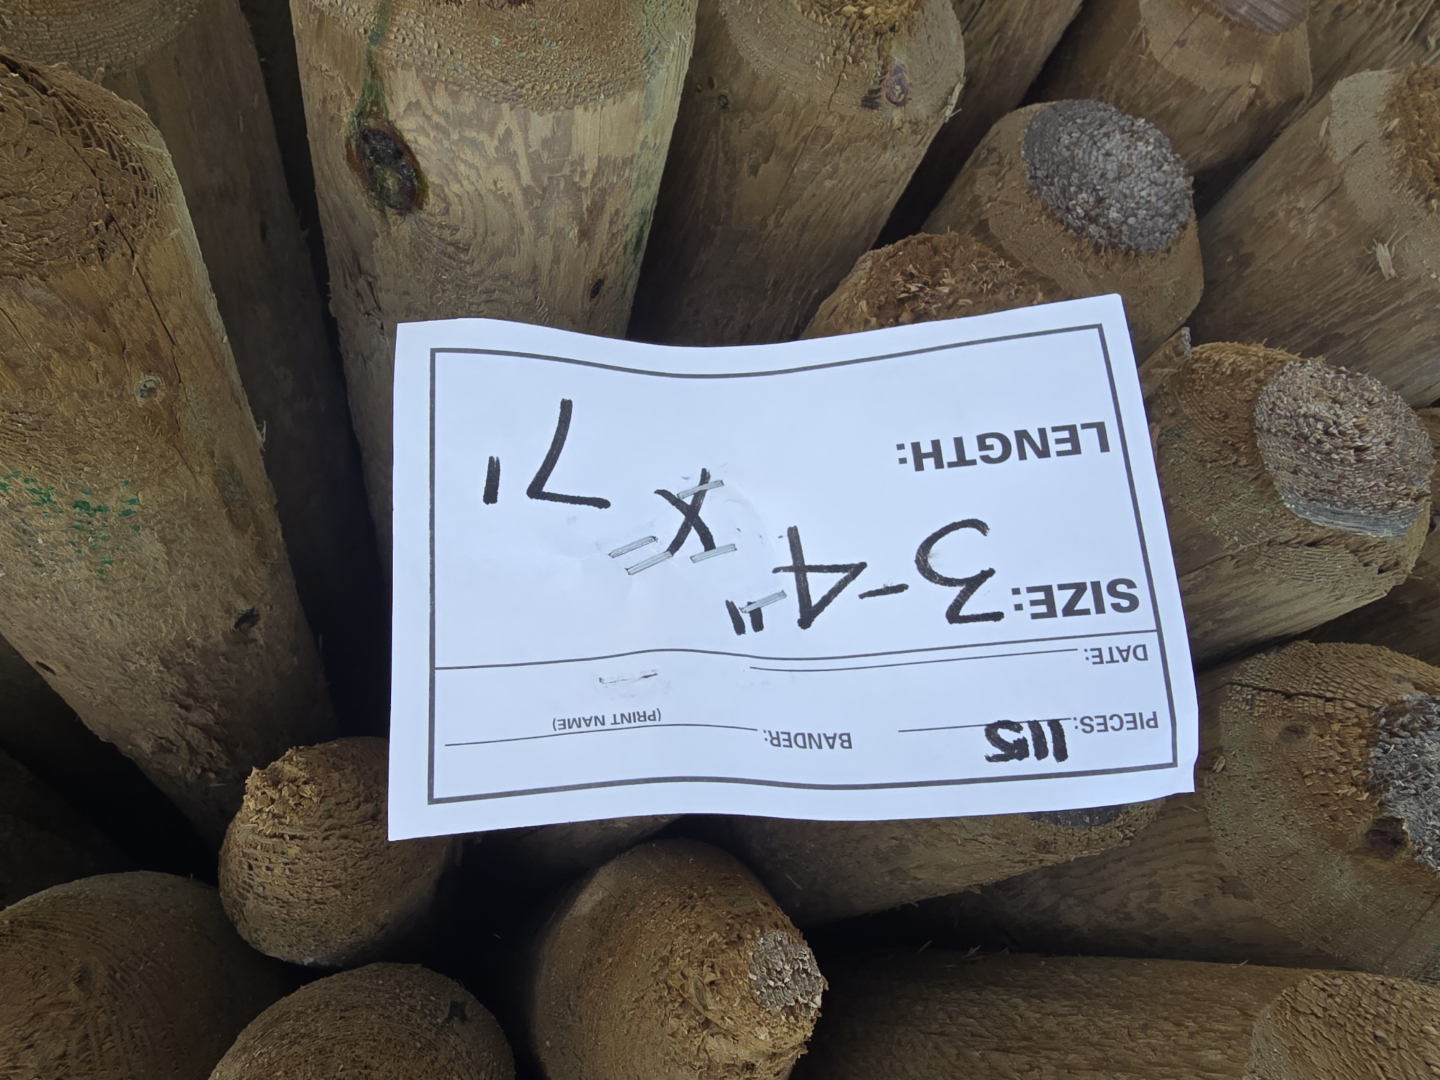 PIECES: 115 BANDER:
(PRINT NAME)
DATE:
SIZE: 3-4" X 7'
LENGTH: